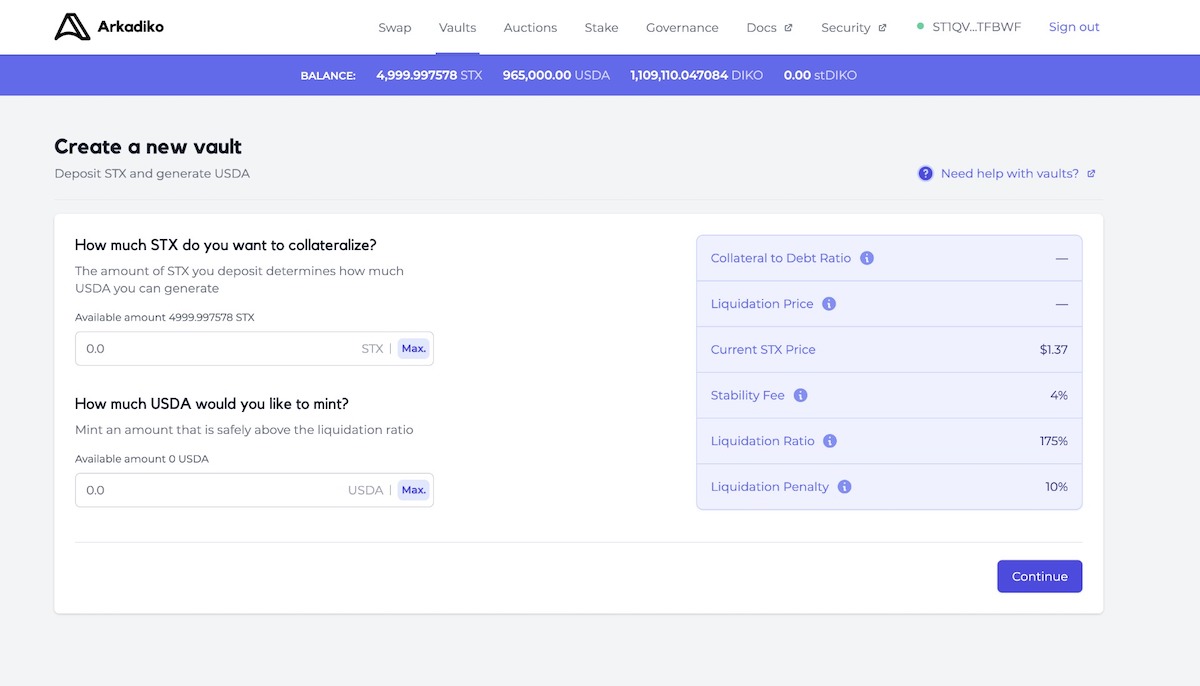 Arkadiko
Swap Vaults Auctions Stake Governance Docs Security ST1QV...TFBWF Sign out
BALANCE: 4,999.997578 STX 965,000.00 USDA 1,109,110.047084 DIKO 0.00 stDIKO
Create a new vault
Deposit STX and generate USDA
? Need help with vaults?
How much STX do you want to collateralize?
The amount of STX you deposit determines how much
USDA you can generate
Available amount 4999.997578 STX
0.0 STX | Max.
How much USDA would you like to mint?
Mint an amount that is safely above the liquidation ratio
Available amount 0 USDA
0.0 USDA | Max.
Collateral to Debt Ratio i —
Liquidation Price i —
Current STX Price $1.37
Stability Fee i 4%
Liquidation Ratio i 175%
Liquidation Penalty i 10%
Continue